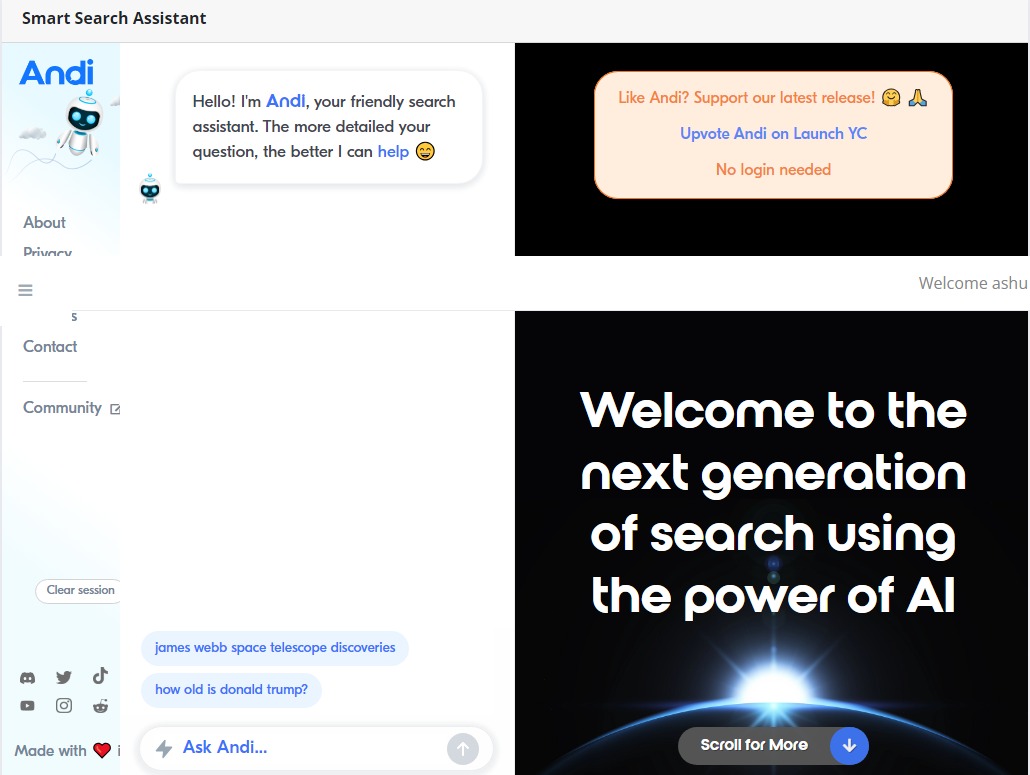 Smart Search Assistant
Andi
Hello! I'm Andi, your friendly search
assistant. The more detailed your
question, the better I can help 😄
Like Andi? Support our latest release! 🤗 🙏
Upvote Andi on Launch YC
No login needed
About
Privacy
Welcome ashu
s
Contact
Community
Clear session
Welcome to the
next generation
of search using
the power of AI
james webb space telescope discoveries
how old is donald trump?
Made with ❤️ i
Ask Andi...
Scroll for More